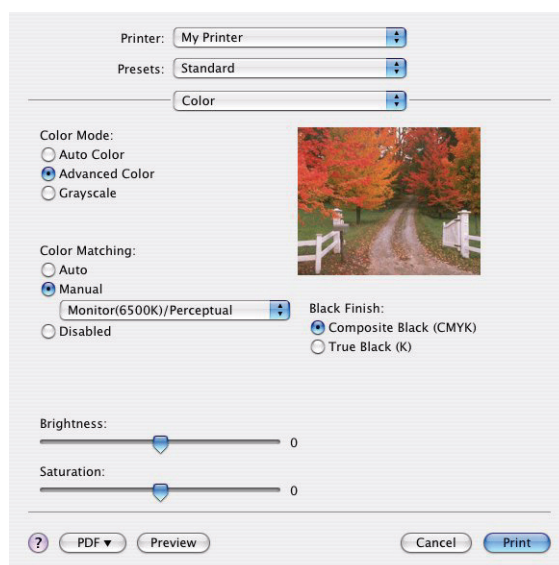 Printer: My Printer
Presets: Standard
Color
Color Mode:
Auto Color
Advanced Color
Grayscale
Color Matching:
Auto
Manual
Monitor(6500K)/Perceptual
Disabled
Black Finish:
Composite Black (CMYK)
True Black (K)
Brightness:
0
Saturation:
0
? PDF▼ Preview Cancel Print